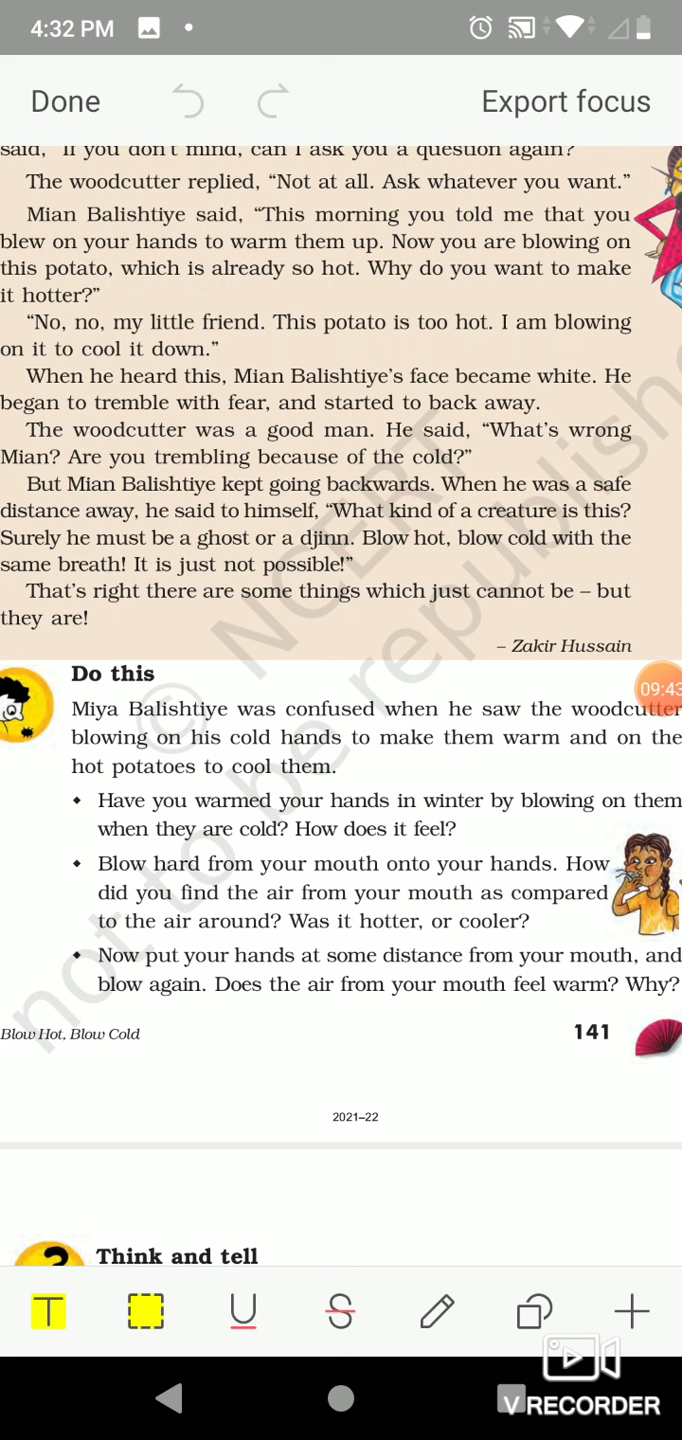 4:32 PM
Done
Export focus
said, "If you don't mind, can I ask you a question again?
The woodcutter replied, “Not at all. Ask whatever you want.”
Mian Balishtiye said, “This morning you told me that you
blew on your hands to warm them up. Now you are blowing on
this potato, which is already so hot. Why do you want to make
it hotter?”
“No, no, my little friend. This potato is too hot. I am blowing
on it to cool it down.”
When he heard this, Mian Balishtiye’s face became white. He
began to tremble with fear, and started to back away.
The woodcutter was a good man. He said, “What’s wrong
Mian? Are you trembling because of the cold?”
But Mian Balishtiye kept going backwards. When he was a safe
distance away, he said to himself, “What kind of a creature is this?
Surely he must be a ghost or a djinn. Blow hot, blow cold with the
same breath! It is just not possible!”
That’s right there are some things which just cannot be – but
they are!
– Zakir Hussain
© NCERT
not to be republishe
Do this
09:43
Miya Balishtiye was confused when he saw the woodcutter
blowing on his cold hands to make them warm and on the
hot potatoes to cool them.
• Have you warmed your hands in winter by blowing on them
when they are cold? How does it feel?
• Blow hard from your mouth onto your hands. How
did you find the air from your mouth as compared
to the air around? Was it hotter, or cooler?
• Now put your hands at some distance from your mouth, and
blow again. Does the air from your mouth feel warm? Why?
Blow Hot, Blow Cold
141
2021–22
?
Think and tell
T
U
S
V RECORDER